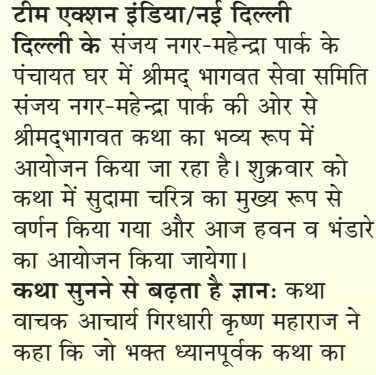 टीम एक्शन इंडिया/नई दिल्ली
दिल्ली के संजय नगर-महेन्द्रा पार्क के
पंचायत घर में श्रीमद् भागवत सेवा समिति
संजय नगर-महेन्द्रा पार्क की ओर से
श्रीमद्‌भागवत कथा का भव्य रूप में
आयोजन किया जा रहा है। शुक्रवार को
कथा में सुदामा चरित्र का मुख्य रूप से
वर्णन किया गया और आज हवन व भंडारे
का आयोजन किया जायेगा।
कथा सुनने से बढ़ता है ज्ञानः कथा
वाचक आचार्य गिरधारी कृष्ण महाराज ने
कहा कि जो भक्त ध्यानपूर्वक कथा का